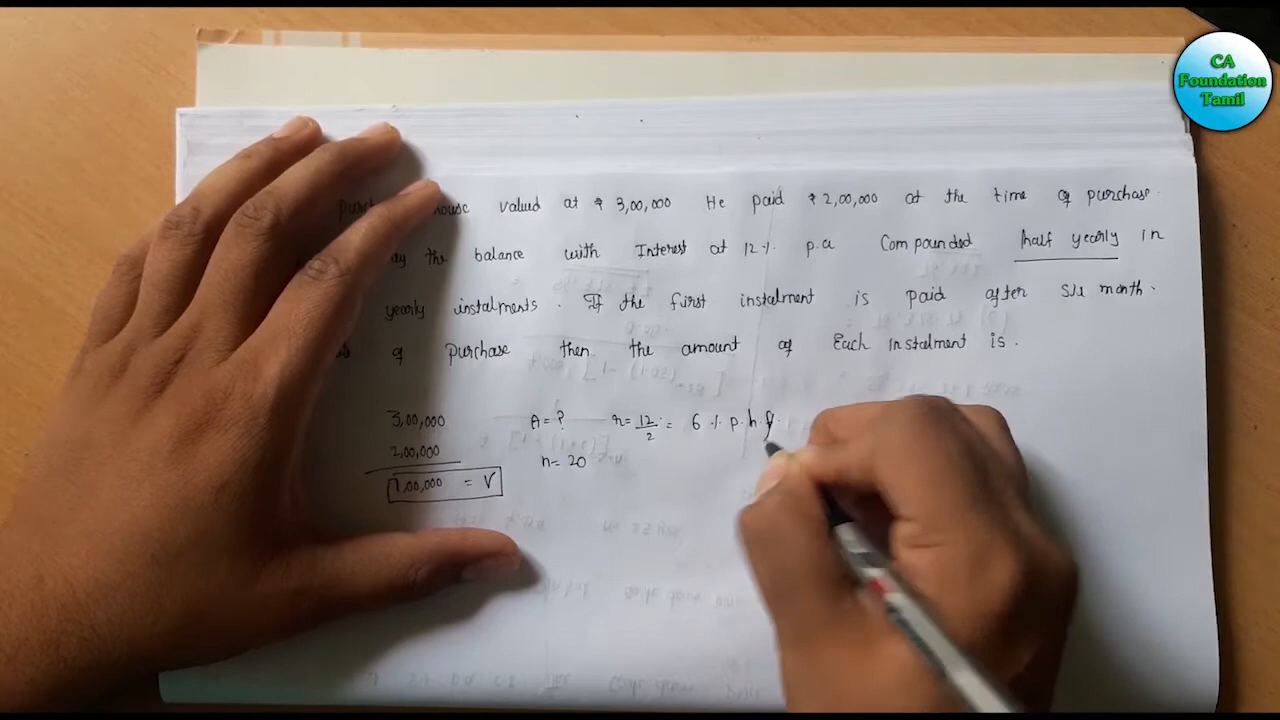 CA
Foundation
Tamil
house valued at ₹ 3,00,000 He paid ₹ 2,00,000 at the time of purchase.
the balance with Interest at 12 %. p.a Compounded half yearly in
yearly instalments. If the first instalment is paid after six month.
of purchase then the amount of Each instalment is.
3,00,000 A = ? r = 12/2 = 6 % p.h.y.
2,00,000 n = 20
1,00,000 = V